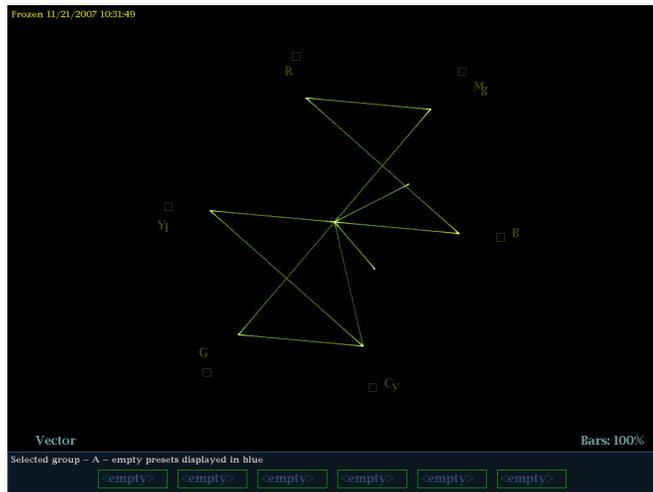 Frozen 11/21/2007 10:31:49
R
Mg
Yl
B
G
Cy
Vector
Bars: 100%
Selected group – A – empty presets displayed in blue
<empty> <empty> <empty> <empty> <empty> <empty>